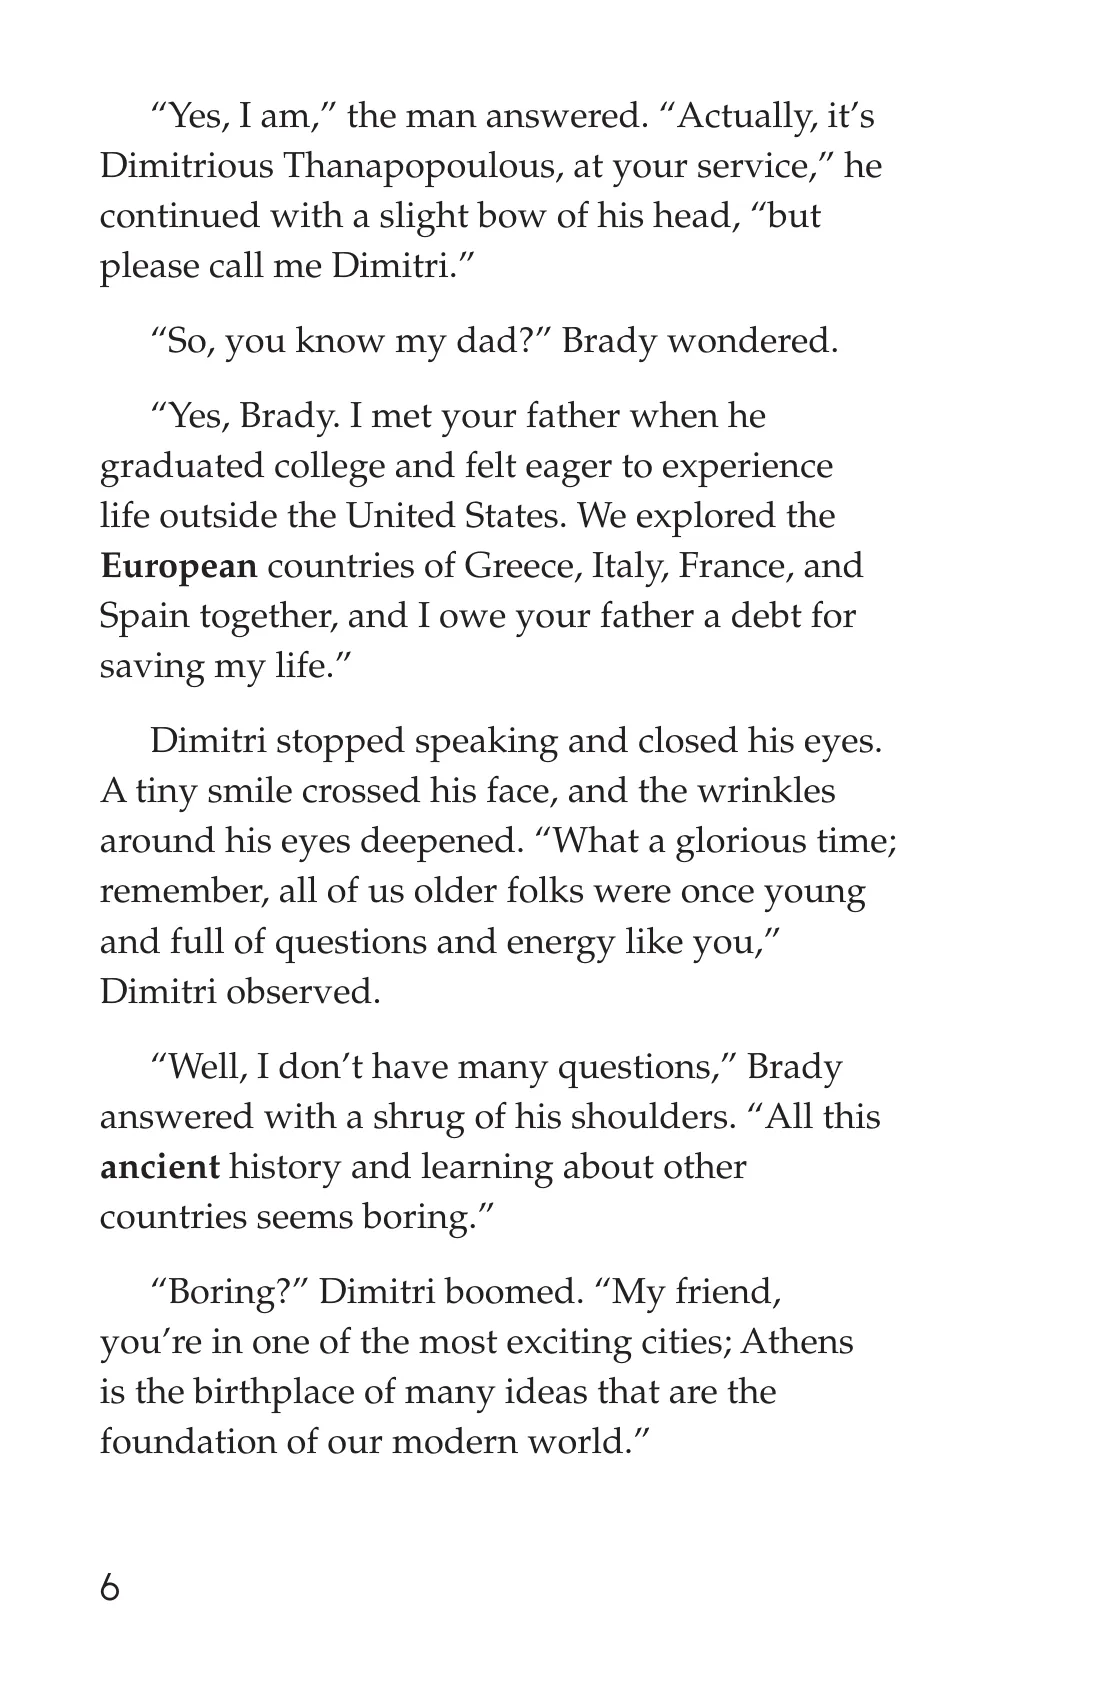 “Yes, I am,” the man answered. “Actually, it’s
Dimitrious Thanapopoulous, at your service,” he
continued with a slight bow of his head, “but
please call me Dimitri.”
“So, you know my dad?” Brady wondered.
“Yes, Brady. I met your father when he
graduated college and felt eager to experience
life outside the United States. We explored the
European countries of Greece, Italy, France, and
Spain together, and I owe your father a debt for
saving my life.”
Dimitri stopped speaking and closed his eyes.
A tiny smile crossed his face, and the wrinkles
around his eyes deepened. “What a glorious time;
remember, all of us older folks were once young
and full of questions and energy like you,”
Dimitri observed.
“Well, I don’t have many questions,” Brady
answered with a shrug of his shoulders. “All this
ancient history and learning about other
countries seems boring.”
“Boring?” Dimitri boomed. “My friend,
you’re in one of the most exciting cities; Athens
is the birthplace of many ideas that are the
foundation of our modern world.”
6